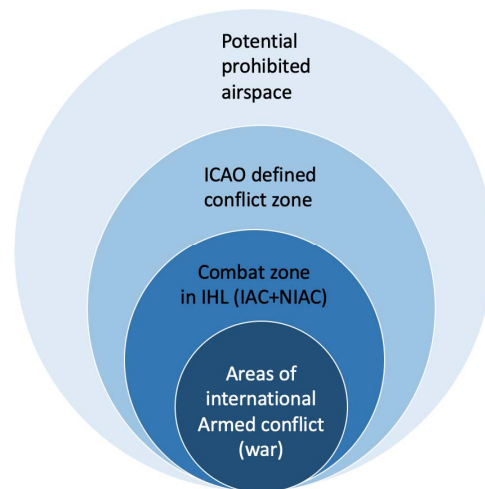 Potential
prohibited
airspace
ICAO defined
conflict zone
Combat zone
in IHL (IAC+NIAC)
Areas of
international
Armed conflict
(war)